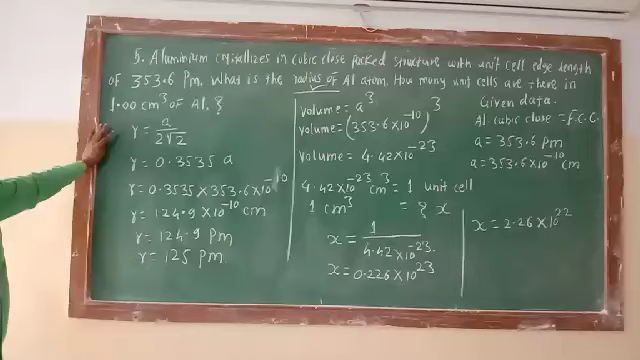 5. Aluminium crystallizes in cubic close packed structure with unit cell edge length
of 353.6 Pm. What is the radius of Al atom. How many unit cells are there in
1.00 cm³ of Al. ?
γ = a / 2√2
γ = 0.3535 a
γ = 0.3535 × 353.6 × 10⁻¹⁰
γ = 124.9 × 10⁻¹⁰ cm
γ = 124.9 pm
γ = 125 pm.
volume = a³
volume = (353.6 × 10⁻¹⁰)³
volume = 4.42 × 10⁻²³
4.42 × 10⁻²³ cm³ = 1 unit cell
1 cm³ = ? x
x = 1 / 4.42 × 10⁻²³
x = 0.226 × 10²³
Given data.
Al cubic close = F.C.C.
a = 353.6 pm
a = 353.6 × 10⁻¹⁰ cm
x = 2.26 × 10²²